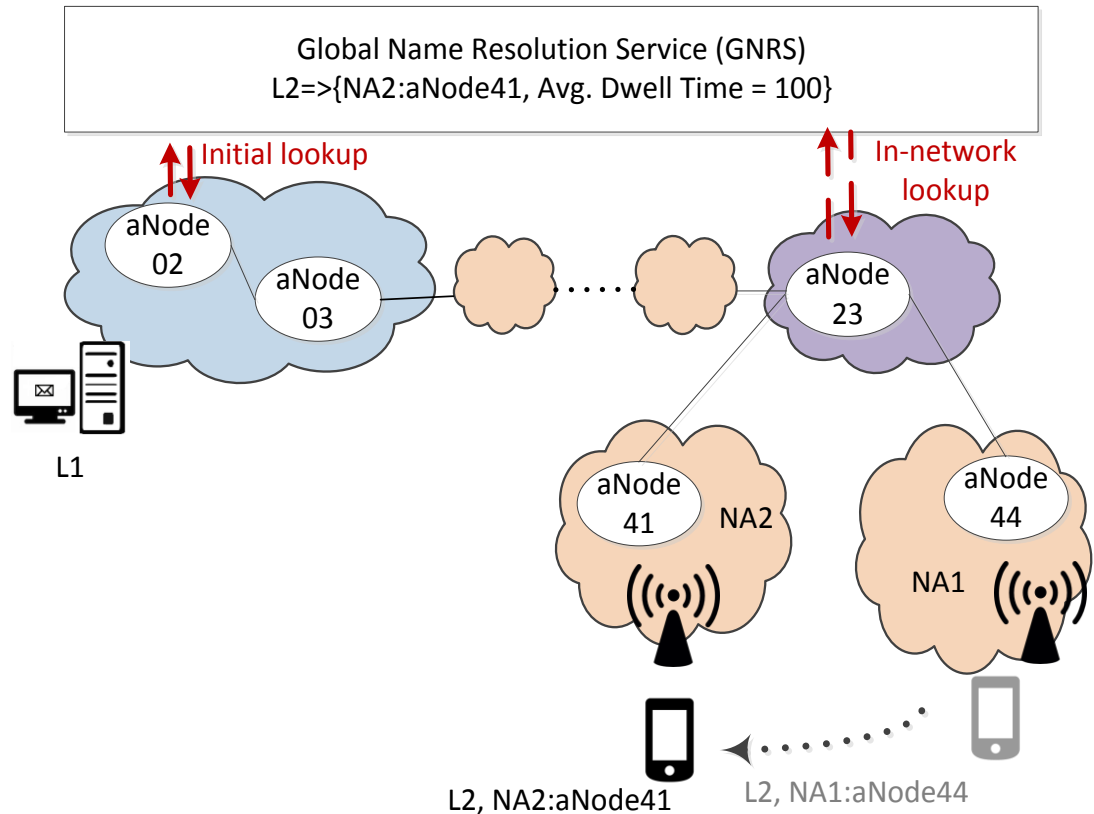 Global Name Resolution Service (GNRS)
L2=>{NA2:aNode41, Avg. Dwell Time = 100}
Initial lookup
In-network
lookup
aNode
02
aNode
03
aNode
23
L1
aNode
41
NA2
aNode
44
NA1
L2, NA2:aNode41
L2, NA1:aNode44